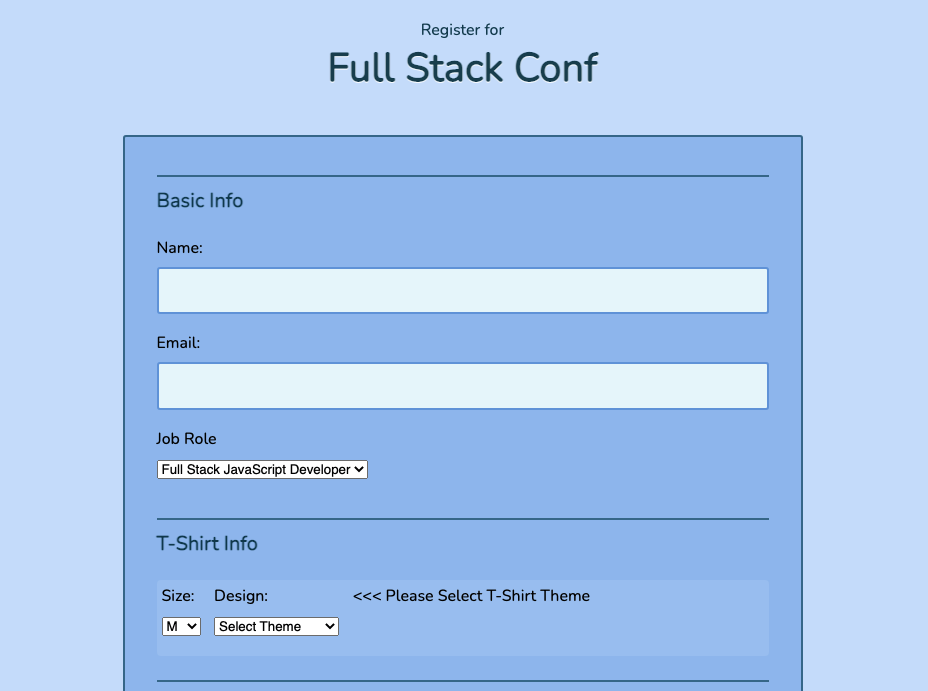 Register for
Full Stack Conf
Basic Info
Name:
Email:
Job Role
Full Stack JavaScript Developer
T-Shirt Info
Size: Design: <<< Please Select T-Shirt Theme
M Select Theme